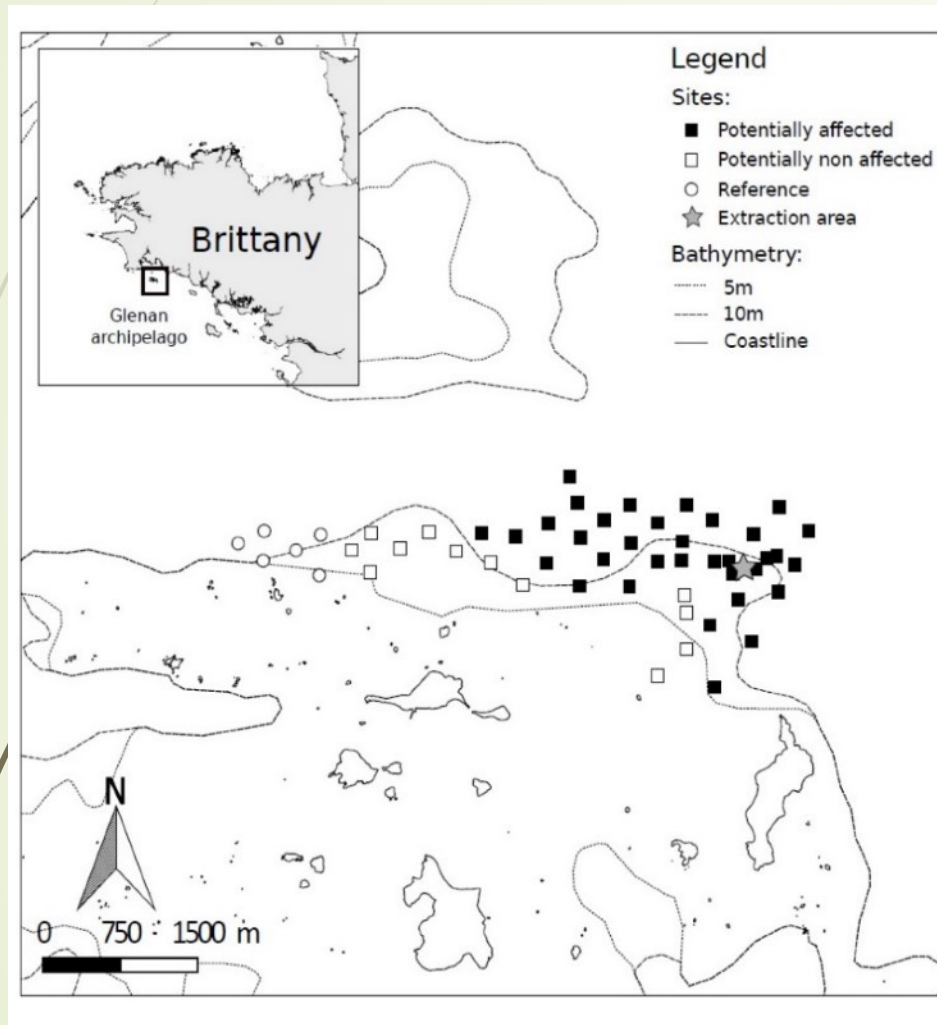 Brittany
Glenan
archipelago
Legend
Sites:
Potentially affected
Potentially non affected
Reference
Extraction area
Bathymetry:
5m
10m
Coastline
N
0 750 1500 m